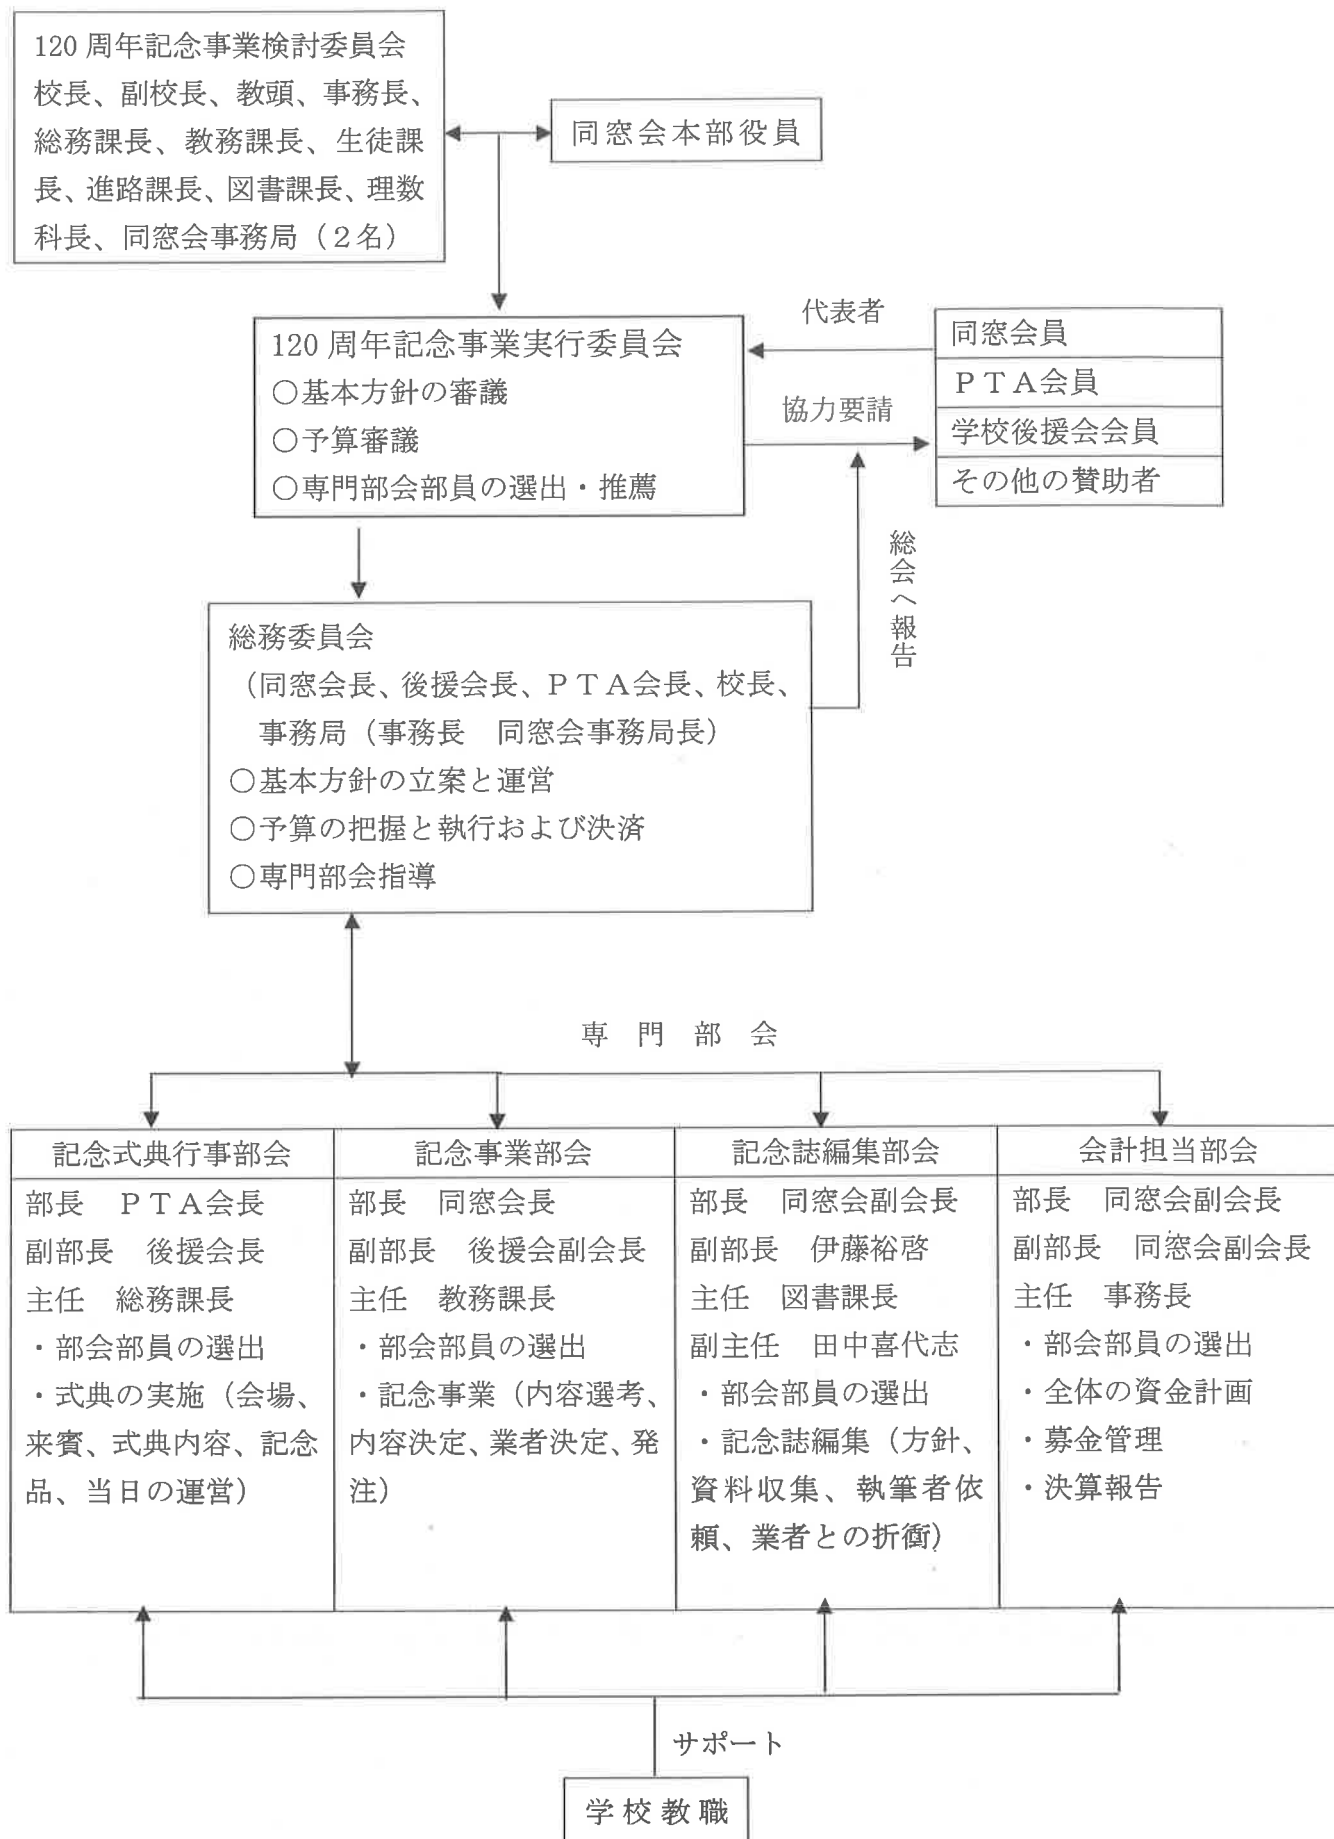 120周年記念事業検討委員会
校長、副校長、教頭、事務長、
総務課長、教務課長、生徒課
長、進路課長、図書課長、理数
科長、同窓会事務局（２名）
同窓会本部役員
120周年記念事業実行委員会
○基本方針の審議
○予算審議
○専門部会部員の選出・推薦
代表者
協力要請
同窓会員
ＰＴＡ会員
学校後援会会員
その他の賛助者
総会へ報告
総務委員会
（同窓会長、後援会長、ＰＴＡ会長、校長、
事務局（事務長　同窓会事務局長）
○基本方針の立案と運営
○予算の把握と執行および決済
○専門部会指導
専　門　部　会
記念式典行事部会
部長　ＰＴＡ会長
副部長　後援会長
主任　総務課長
・部会部員の選出
・式典の実施（会場、
来賓、式典内容、記念
品、当日の運営）
記念事業部会
部長　同窓会長
副部長　後援会副会長
主任　教務課長
・部会部員の選出
・記念事業（内容選考、
内容決定、業者決定、発
注）
記念誌編集部会
部長　同窓会副会長
副部長　伊藤裕啓
主任　図書課長
副主任　田中喜代志
・部会部員の選出
・記念誌編集（方針、
資料収集、執筆者依
頼、業者との折衝）
会計担当部会
部長　同窓会副会長
副部長　同窓会副会長
主任　事務長
・部会部員の選出
・全体の資金計画
・募金管理
・決算報告
サポート
学校教職